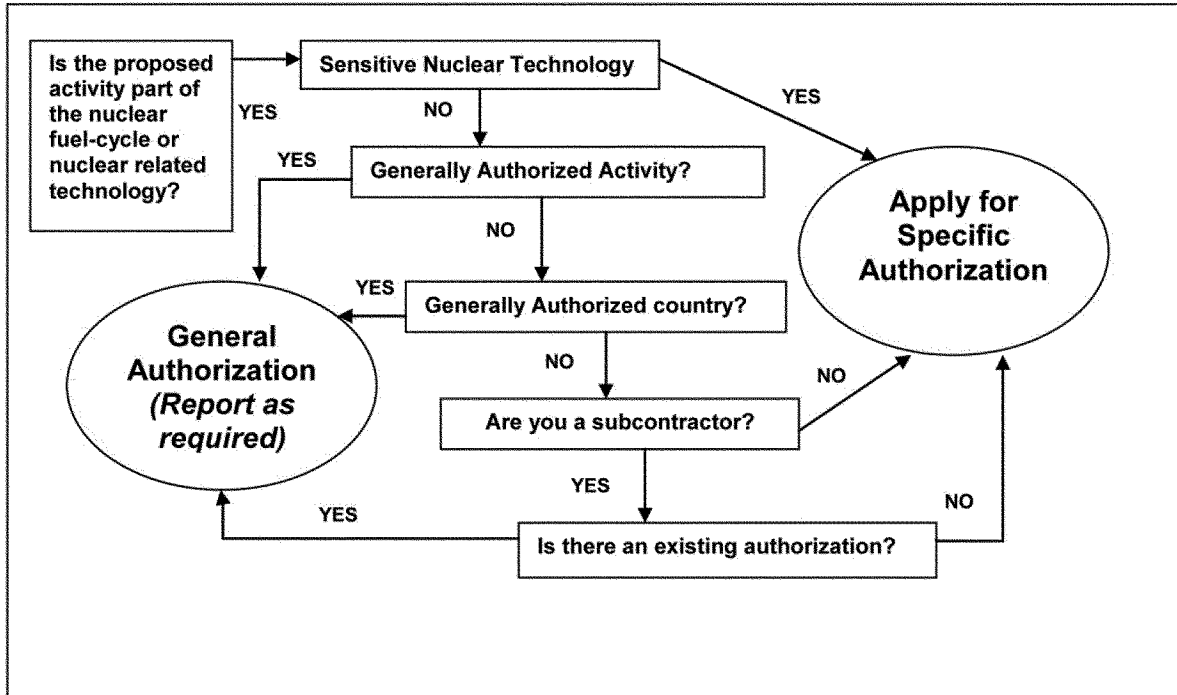 Is the proposed
activity part of
the nuclear
fuel-cycle or
nuclear related
technology?
YES
Sensitive Nuclear Technology
NO
YES
YES
Generally Authorized Activity?
NO
Apply for
Specific
Authorization
YES
Generally Authorized country?
General
Authorization
(Report as
required)
NO
NO
Are you a subcontractor?
YES
YES
NO
Is there an existing authorization?